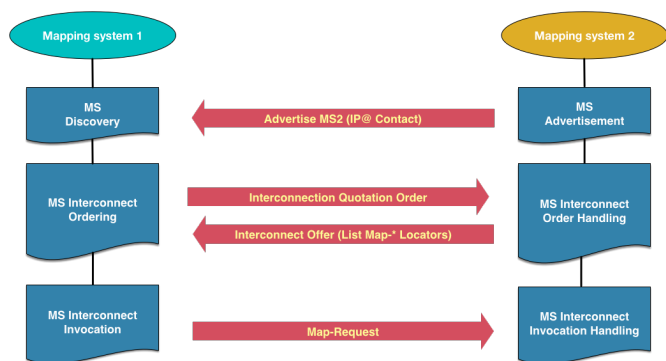 Mapping system 1
Mapping system 2
MS
Discovery
Advertise MS2 (IP@ Contact)
MS
Advertisement
MS Interconnect
Ordering
Interconnection Quotation Order
Interconnect Offer (List Map-* Locators)
MS Interconnect
Order Handling
MS Interconnect
Invocation
Map-Request
MS Interconnect
Invocation Handling